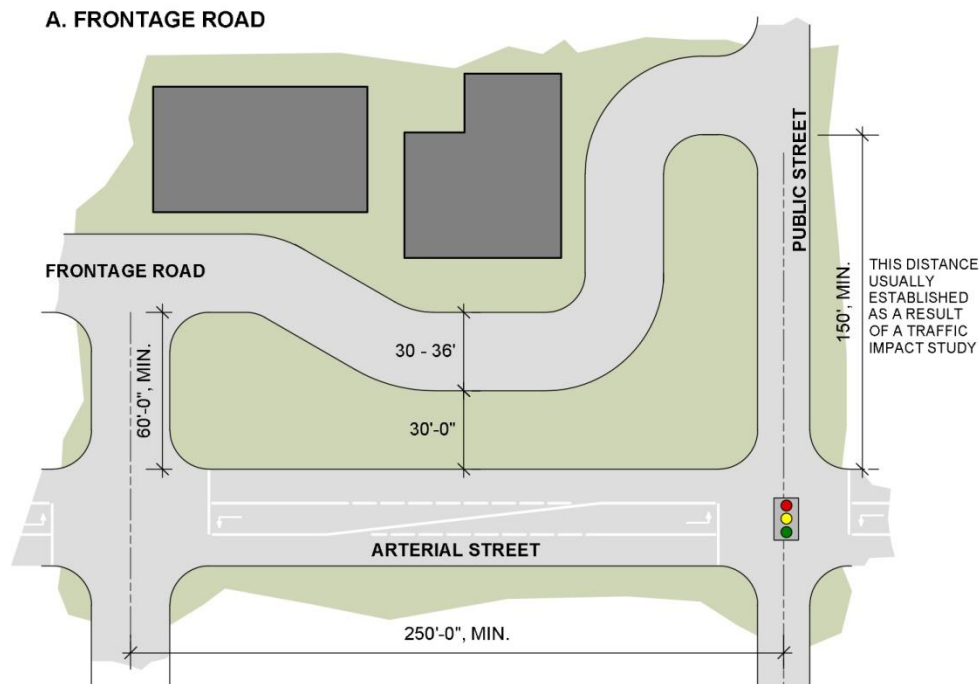 A. FRONTAGE ROAD
PUBLIC STREET
FRONTAGE ROAD
150', MIN.
THIS DISTANCE
USUALLY
ESTABLISHED
AS A RESULT
OF A TRAFFIC
IMPACT STUDY
60'-0", MIN.
30 - 36'
30'-0"
ARTERIAL STREET
250'-0", MIN.